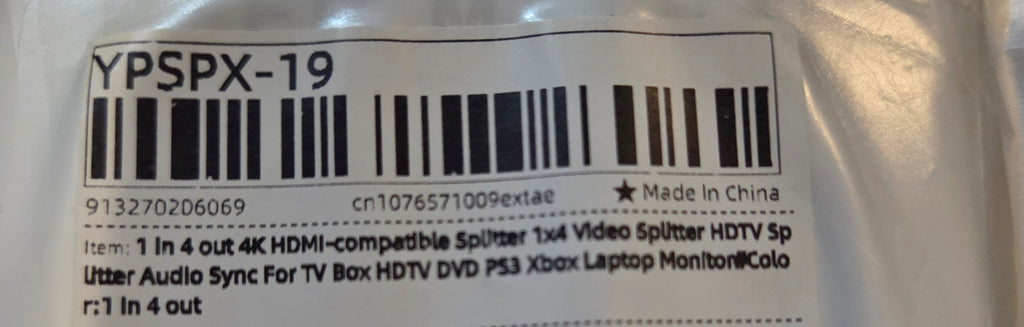 YPSPX-19
913270206069 cn1076571009extae ★ Made In China
Item: 1 In 4 out 4K HDMI-compatible Splitter 1x4 Video Splitter HDTV Sp
litter Audio Sync For TV Box HDTV DVD PS3 Xbox Laptop Monitor#Colo
r:1 In 4 out